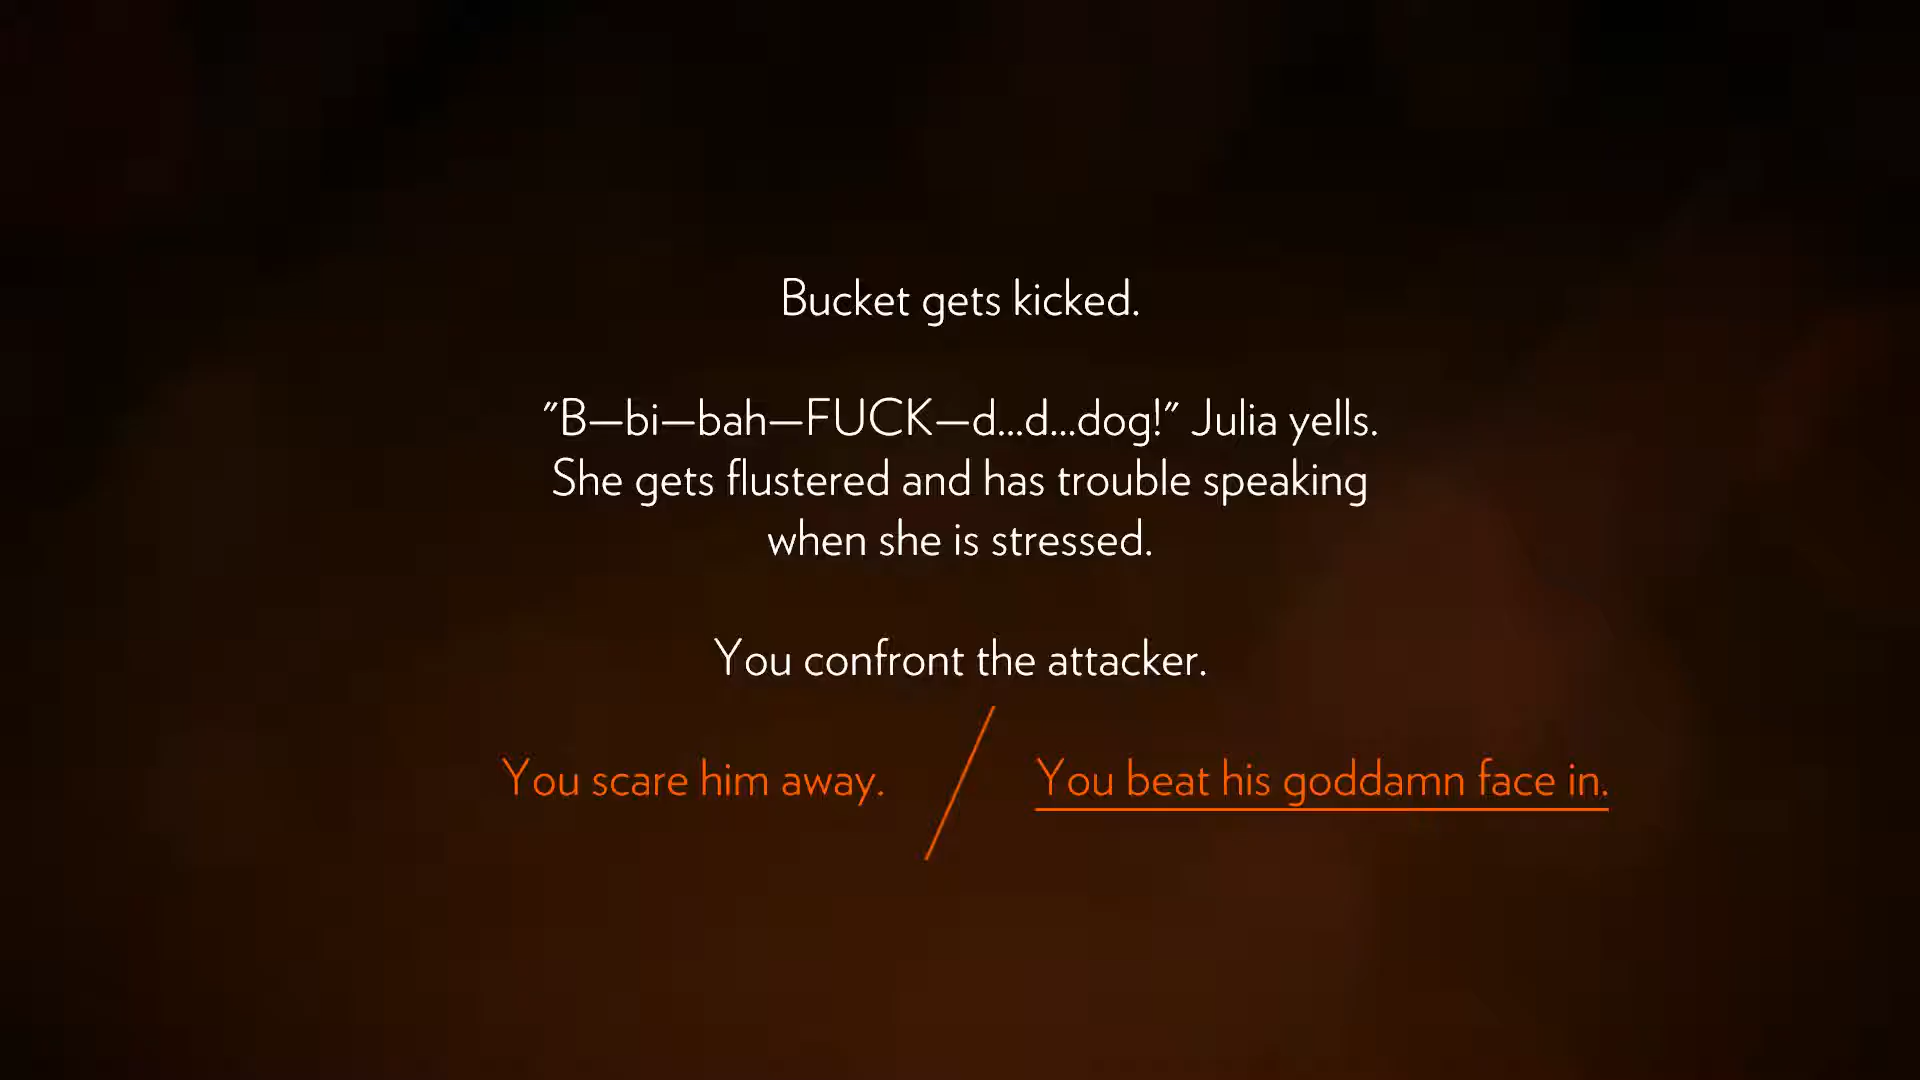 Bucket gets kicked.
"B—bi—bah—FUCK—d...d...dog!" Julia yells.
She gets flustered and has trouble speaking
when she is stressed.
You confront the attacker.
You scare him away. / You beat his goddamn face in.